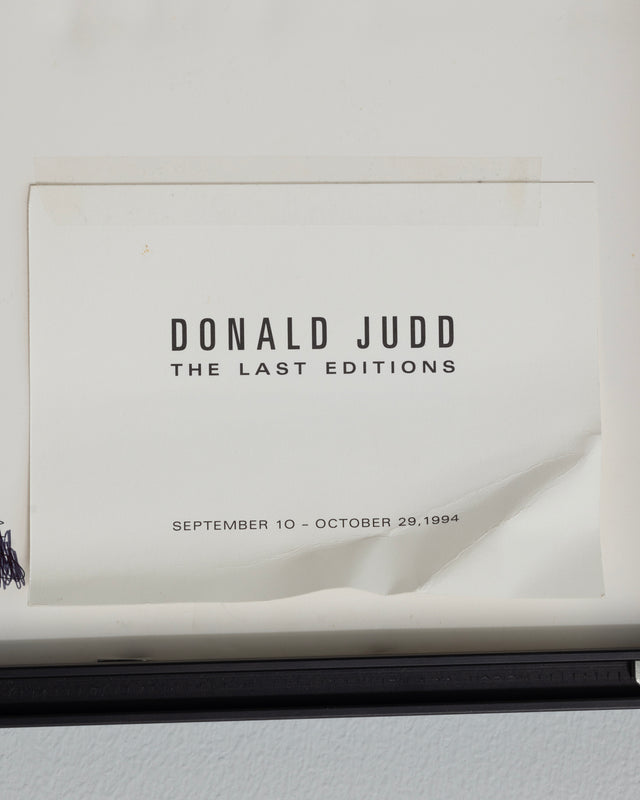 DONALD JUDD
THE LAST EDITIONS
SEPTEMBER 10 – OCTOBER 29,1994